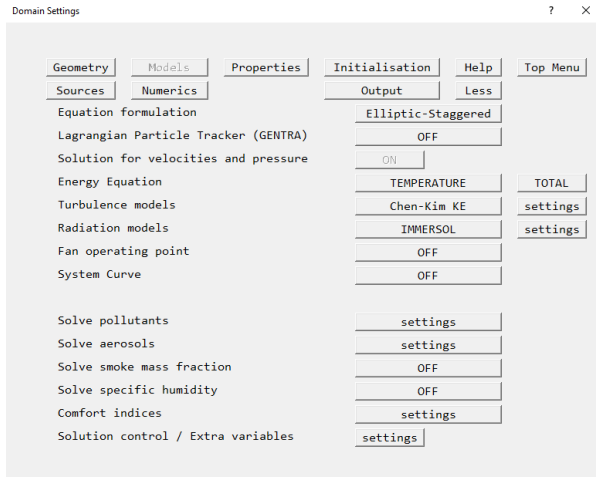 Domain Settings ? ×
Geometry Models Properties Initialisation Help Top Menu
Sources Numerics Output Less
Equation formulation Elliptic-Staggered
Lagrangian Particle Tracker (GENTRA) OFF
Solution for velocities and pressure ON
Energy Equation TEMPERATURE TOTAL
Turbulence models Chen-Kim KE settings
Radiation models IMMERSOL settings
Fan operating point OFF
System Curve OFF
Solve pollutants settings
Solve aerosols settings
Solve smoke mass fraction OFF
Solve specific humidity OFF
Comfort indices settings
Solution control / Extra variables settings